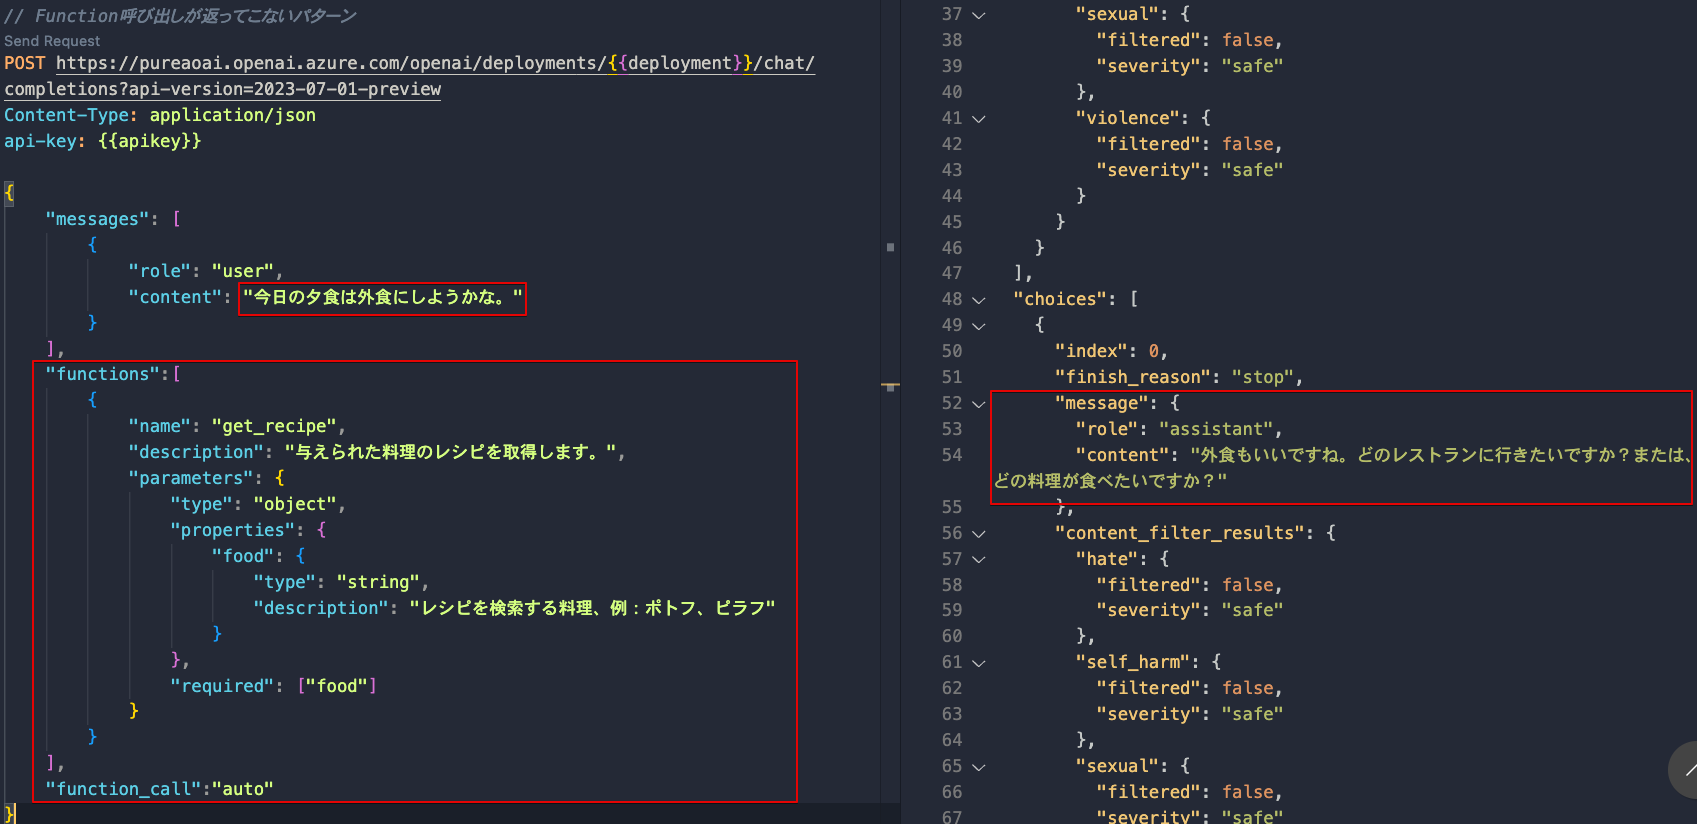 // Function呼び出しが返ってこないパターン
Send Request
POST https://pureaoai.openai.azure.com/openai/deployments/{{deployment}}/chat/
completions?api-version=2023-07-01-preview
Content-Type: application/json
api-key: {{apikey}}
{
"messages": [
{
"role": "user",
"content": "今日の夕食は外食にしようかな。"
}
],
"functions":[
{
"name": "get_recipe",
"description": "与えられた料理のレシピを取得します。",
"parameters": {
"type": "object",
"properties": {
"food": {
"type": "string",
"description": "レシピを検索する料理、例：ポトフ、ピラフ"
}
},
"required": ["food"]
}
}
],
"function_call":"auto"
}
37 "sexual": {
38 "filtered": false,
39 "severity": "safe"
40 },
41 "violence": {
42 "filtered": false,
43 "severity": "safe"
44 }
45 }
46 }
47 ],
48 "choices": [
49 {
50 "index": 0,
51 "finish_reason": "stop",
52 "message": {
53 "role": "assistant",
54 "content": "外食もいいですね。どのレストランに行きたいですか？または、
どの料理が食べたいですか？"
55 },
56 "content_filter_results": {
57 "hate": {
58 "filtered": false,
59 "severity": "safe"
60 },
61 "self_harm": {
62 "filtered": false,
63 "severity": "safe"
64 },
65 "sexual": {
66 "filtered": false,
67 "severity": "safe"